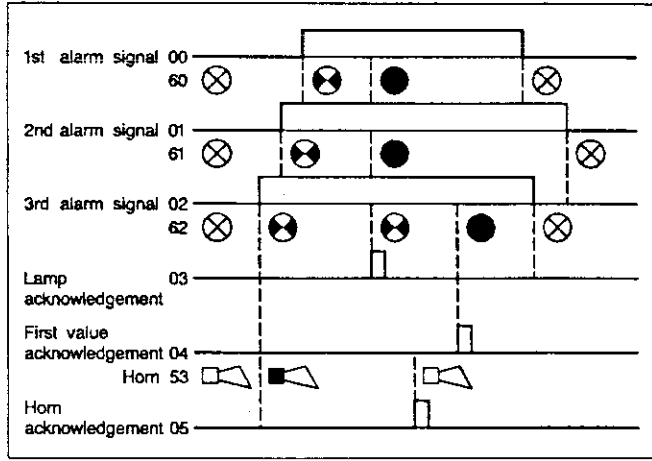 1st alarm signal 00
60
2nd alarm signal 01
61
3rd alarm signal 02
62
Lamp 03
acknowledgement
First value
acknowledgement 04
Horn 53
Horn
acknowledgement 05